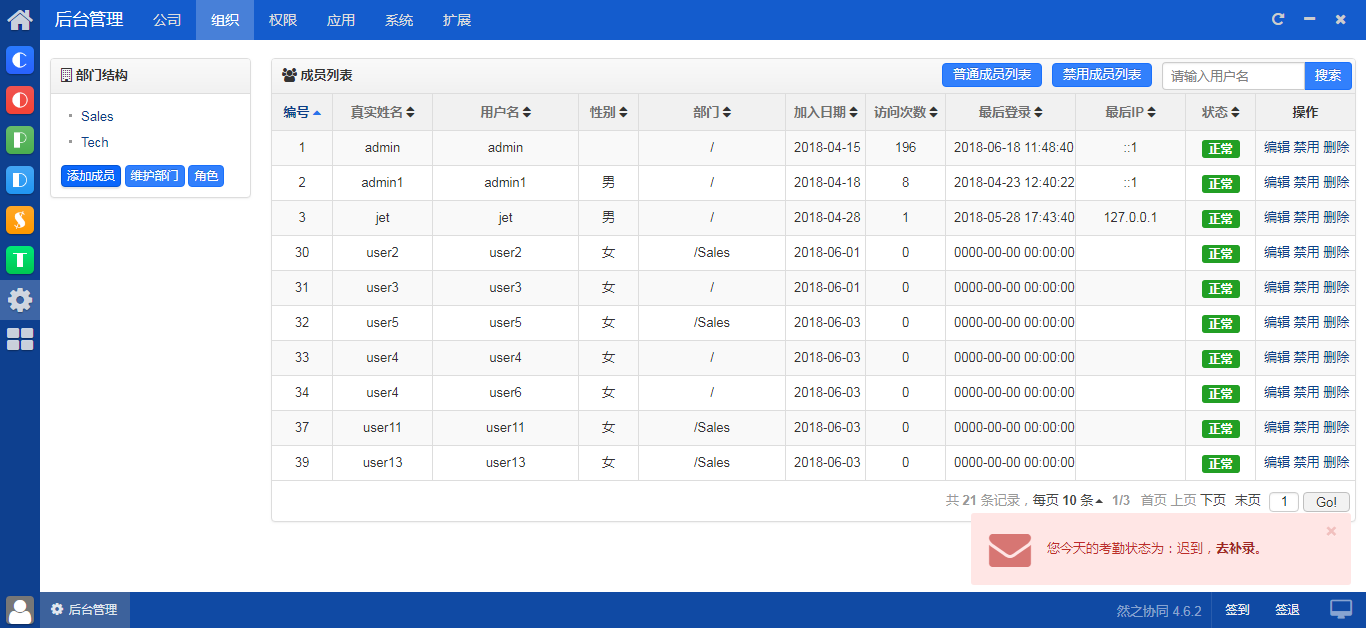 后台管理 公司 组织 权限 应用 系统 扩展
部门结构
Sales
Tech
添加成员 维护部门 角色
成员列表 普通成员列表 禁用成员列表 请输入用户名 搜索
编号 真实姓名 用户名 性别 部门 加入日期 访问次数 最后登录 最后IP 状态 操作
1 admin admin / 2018-04-15 196 2018-06-18 11:48:40 ::1 正常 编辑 禁用 删除
2 admin1 admin1 男 / 2018-04-18 8 2018-04-23 12:40:22 ::1 正常 编辑 禁用 删除
3 jet jet 男 / 2018-04-28 1 2018-05-28 17:43:40 127.0.0.1 正常 编辑 禁用 删除
30 user2 user2 女 /Sales 2018-06-01 0 0000-00-00 00:00:00 正常 编辑 禁用 删除
31 user3 user3 女 / 2018-06-01 0 0000-00-00 00:00:00 正常 编辑 禁用 删除
32 user5 user5 女 /Sales 2018-06-03 0 0000-00-00 00:00:00 正常 编辑 禁用 删除
33 user4 user4 女 / 2018-06-03 0 0000-00-00 00:00:00 正常 编辑 禁用 删除
34 user4 user6 女 / 2018-06-03 0 0000-00-00 00:00:00 正常 编辑 禁用 删除
37 user11 user11 女 /Sales 2018-06-03 0 0000-00-00 00:00:00 正常 编辑 禁用 删除
39 user13 user13 女 /Sales 2018-06-03 0 0000-00-00 00:00:00 正常 编辑 禁用 删除
共 21 条记录，每页 10 条 1/3 首页 上页 下页 末页 1 Go!
您今天的考勤状态为：迟到，去补录。 ×
后台管理 然之协同 4.6.2 签到 签退